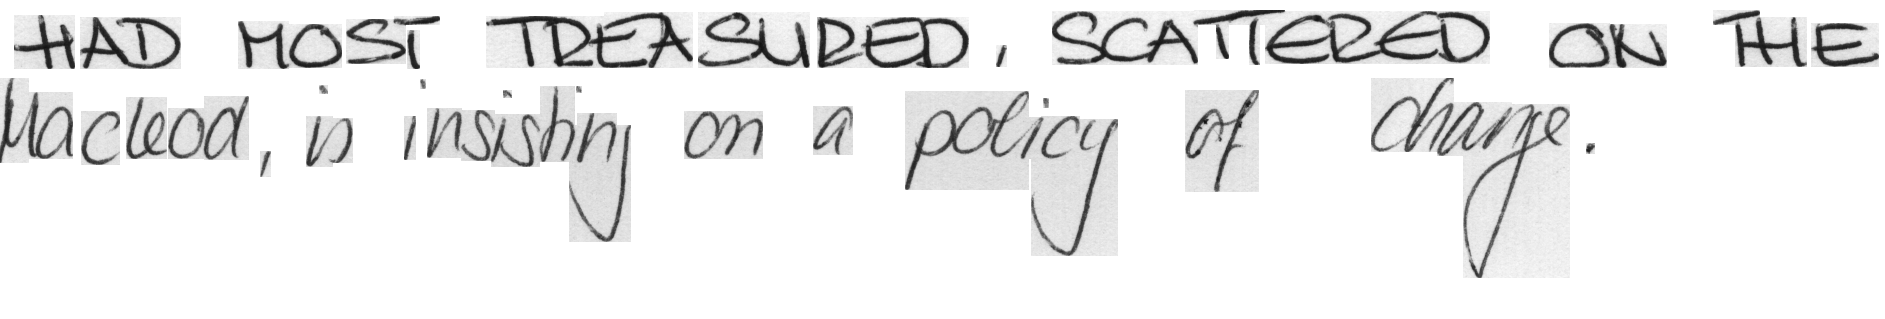 HAD MOST TREASURED, SCATTERED ON THE
Macleod, is insisting on a policy of change.